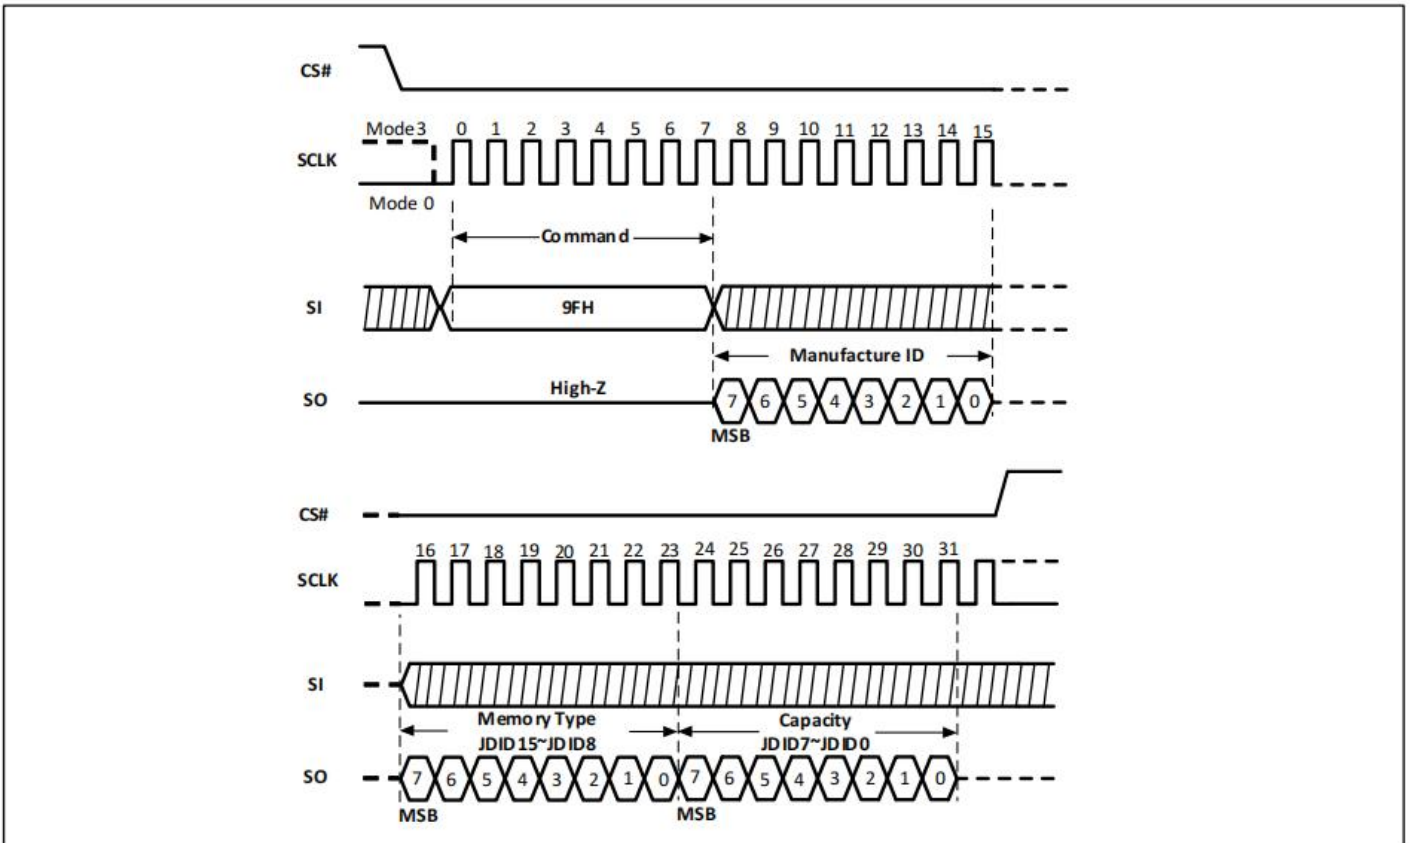 CS#
Mode3 0 1 2 3 4 5 6 7 8 9 10 11 12 13 14 15
SCLK
Mode 0
Command
SI 9FH
Manufacture ID
SO High-Z 7 6 5 4 3 2 1 0
MSB
CS#
16 17 18 19 20 21 22 23 24 25 26 27 28 29 30 31
SCLK
SI
Memory Type Capacity
JDID15~JDID8 JDID7~JDID0
SO 7 6 5 4 3 2 1 0 7 6 5 4 3 2 1 0
MSB MSB